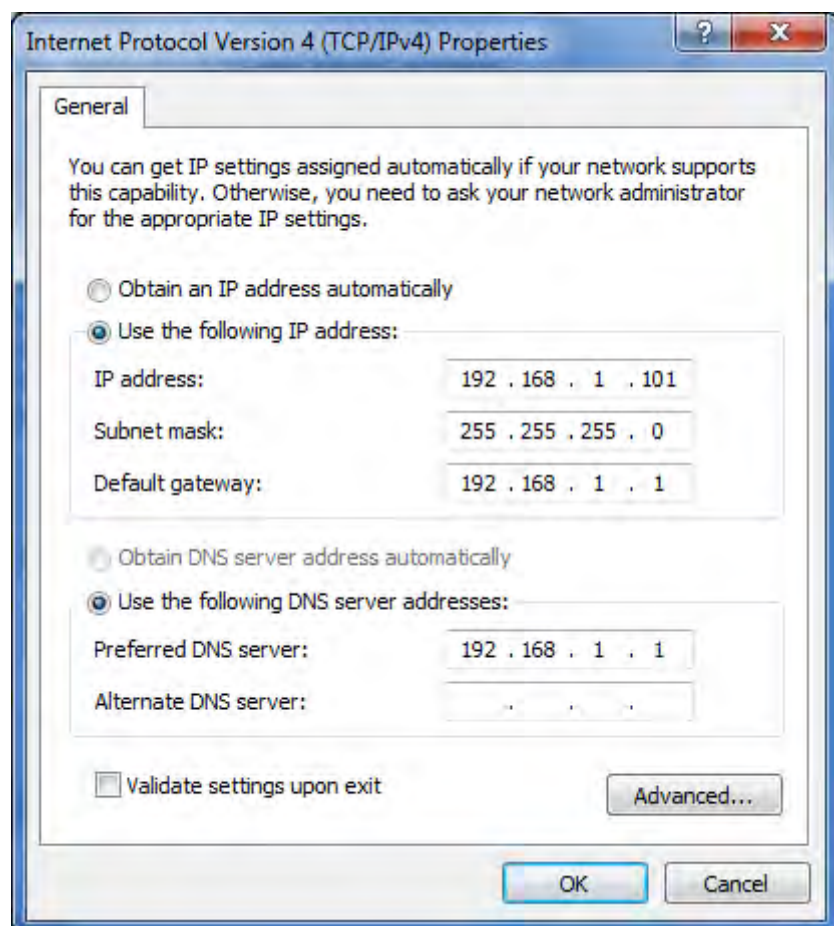 Internet Protocol Version 4 (TCP/IPv4) Properties
?
General
You can get IP settings assigned automatically if your network supports
this capability. Otherwise, you need to ask your network administrator
for the appropriate IP settings.
Obtain an IP address automatically
Use the following IP address:
IP address: 192 . 168 . 1 . 101
Subnet mask: 255 . 255 . 255 . 0
Default gateway: 192 . 168 . 1 . 1
Obtain DNS server address automatically
Use the following DNS server addresses:
Preferred DNS server: 192 . 168 . 1 . 1
Alternate DNS server: . . .
Validate settings upon exit
Advanced...
OK Cancel